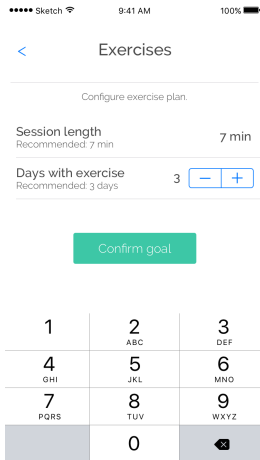 Sketch 9:41 AM 100%
< Exercises
Configure exercise plan.
Session length
Recommended: 7 min
7 min
Days with exercise
Recommended: 3 days
3 − +
Confirm goal
1 2 3
ABC DEF
4 5 6
GHI JKL MNO
7 8 9
PQRS TUV WXYZ
0